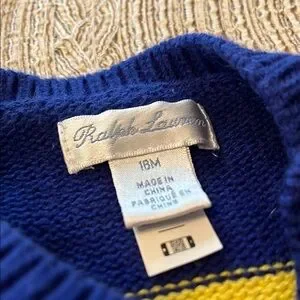 Ralph Lauren
18M
MADE IN
CHINA
FABRIQUÉ EN
CHINE